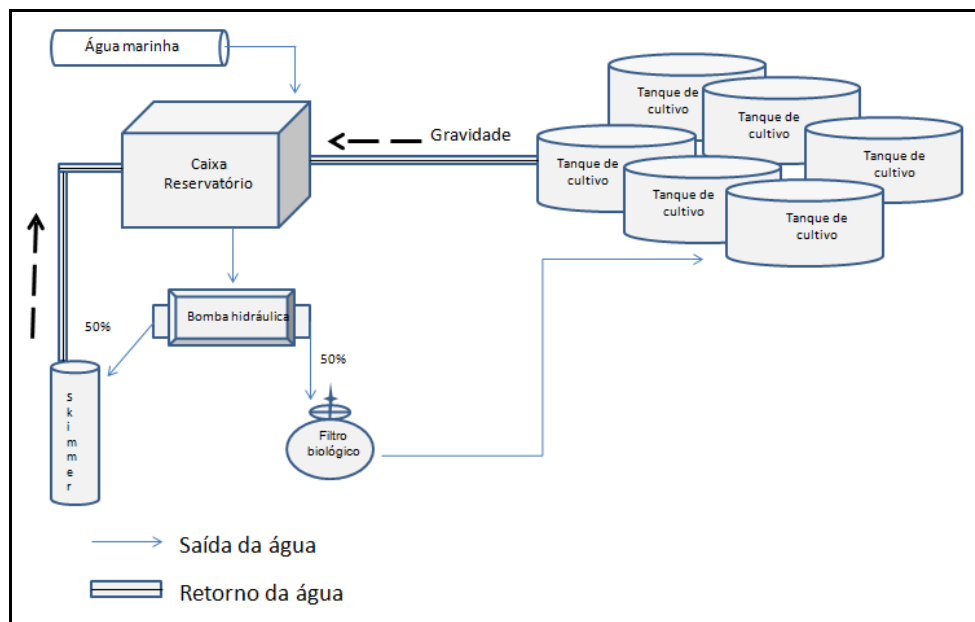 Água marinha
Tanque de
cultivo
Tanque de
cultivo
Gravidade
Tanque de
cultivo
Tanque de
cultivo
Caixa
Reservatório
Tanque de
cultivo
Tanque de
cultivo
Bomba hidráulica
50%
50%
Skimmer
Filtro
biológico
Saída da água
Retorno da água